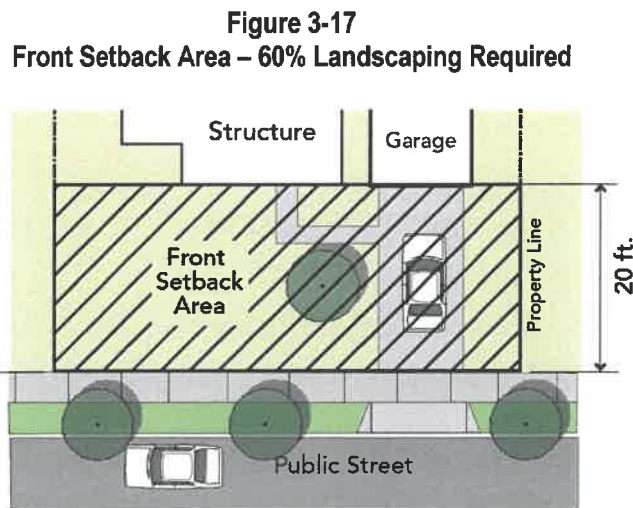 Figure 3-17
Front Setback Area – 60% Landscaping Required
Structure
Garage
Front
Setback
Area
Property Line
20 ft.
Public Street